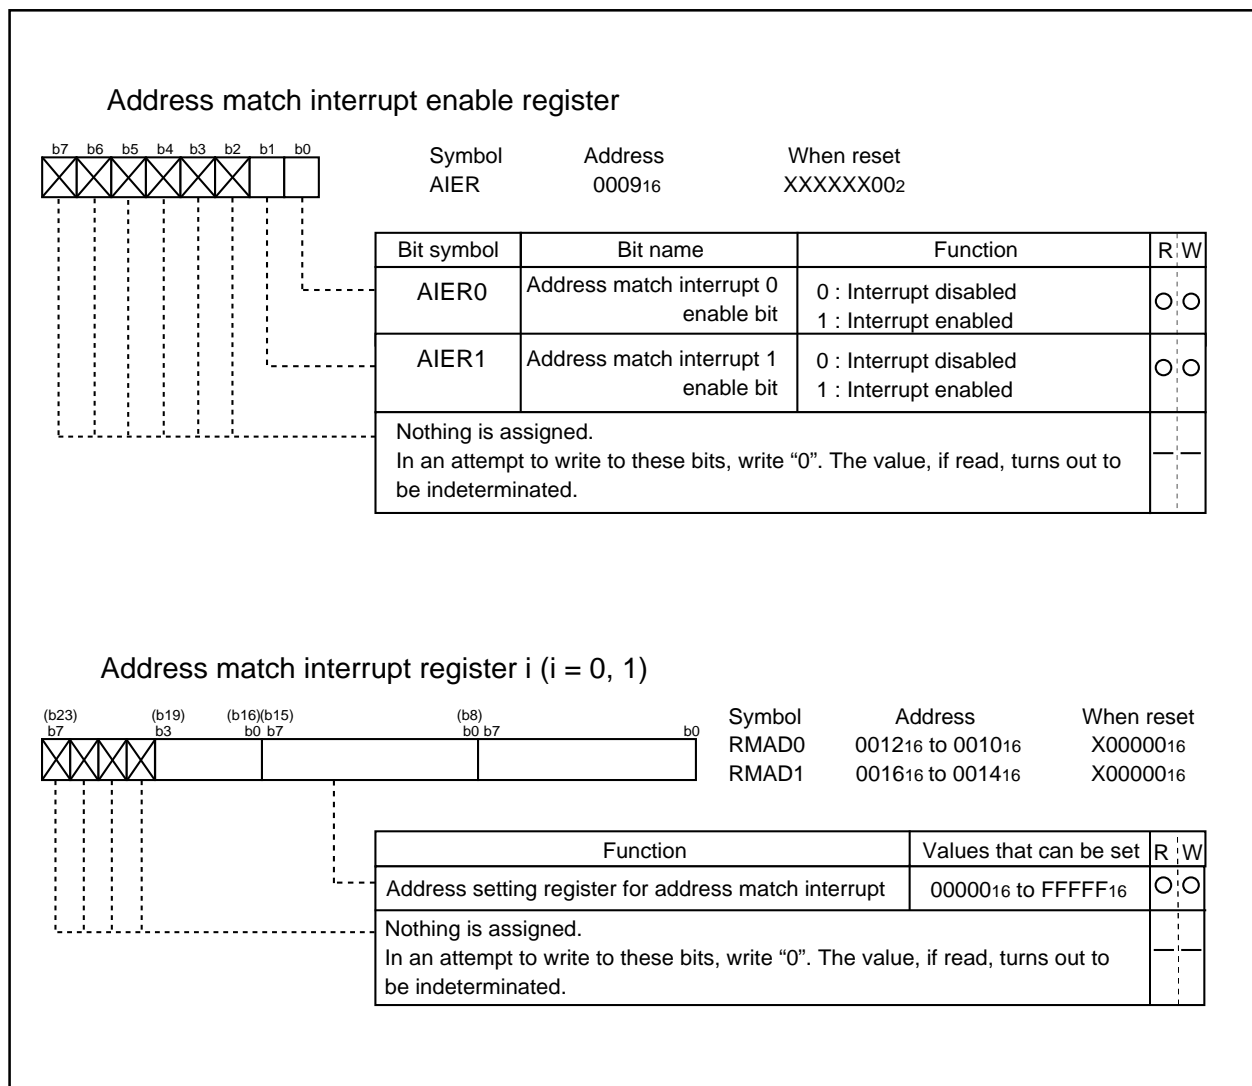 Address match interrupt enable register
b7 b6 b5 b4 b3 b2 b1 b0
Symbol Address When reset
AIER 000916 XXXXXX002
Bit symbol Bit name Function R W
AIER0 Address match interrupt 0 enable bit 0 : Interrupt disabled
1 : Interrupt enabled
AIER1 Address match interrupt 1 enable bit 0 : Interrupt disabled
1 : Interrupt enabled
Nothing is assigned.
In an attempt to write to these bits, write “0”. The value, if read, turns out to
be indeterminated.
Address match interrupt register i (i = 0, 1)
(b23) (b19) (b16)(b15) (b8)
b7 b3 b0 b7 b0 b7 b0
Symbol Address When reset
RMAD0 001216 to 001016 X0000016
RMAD1 001616 to 001416 X0000016
Function Values that can be set R W
Address setting register for address match interrupt 0000016 to FFFFF16
Nothing is assigned.
In an attempt to write to these bits, write “0”. The value, if read, turns out to
be indeterminated.